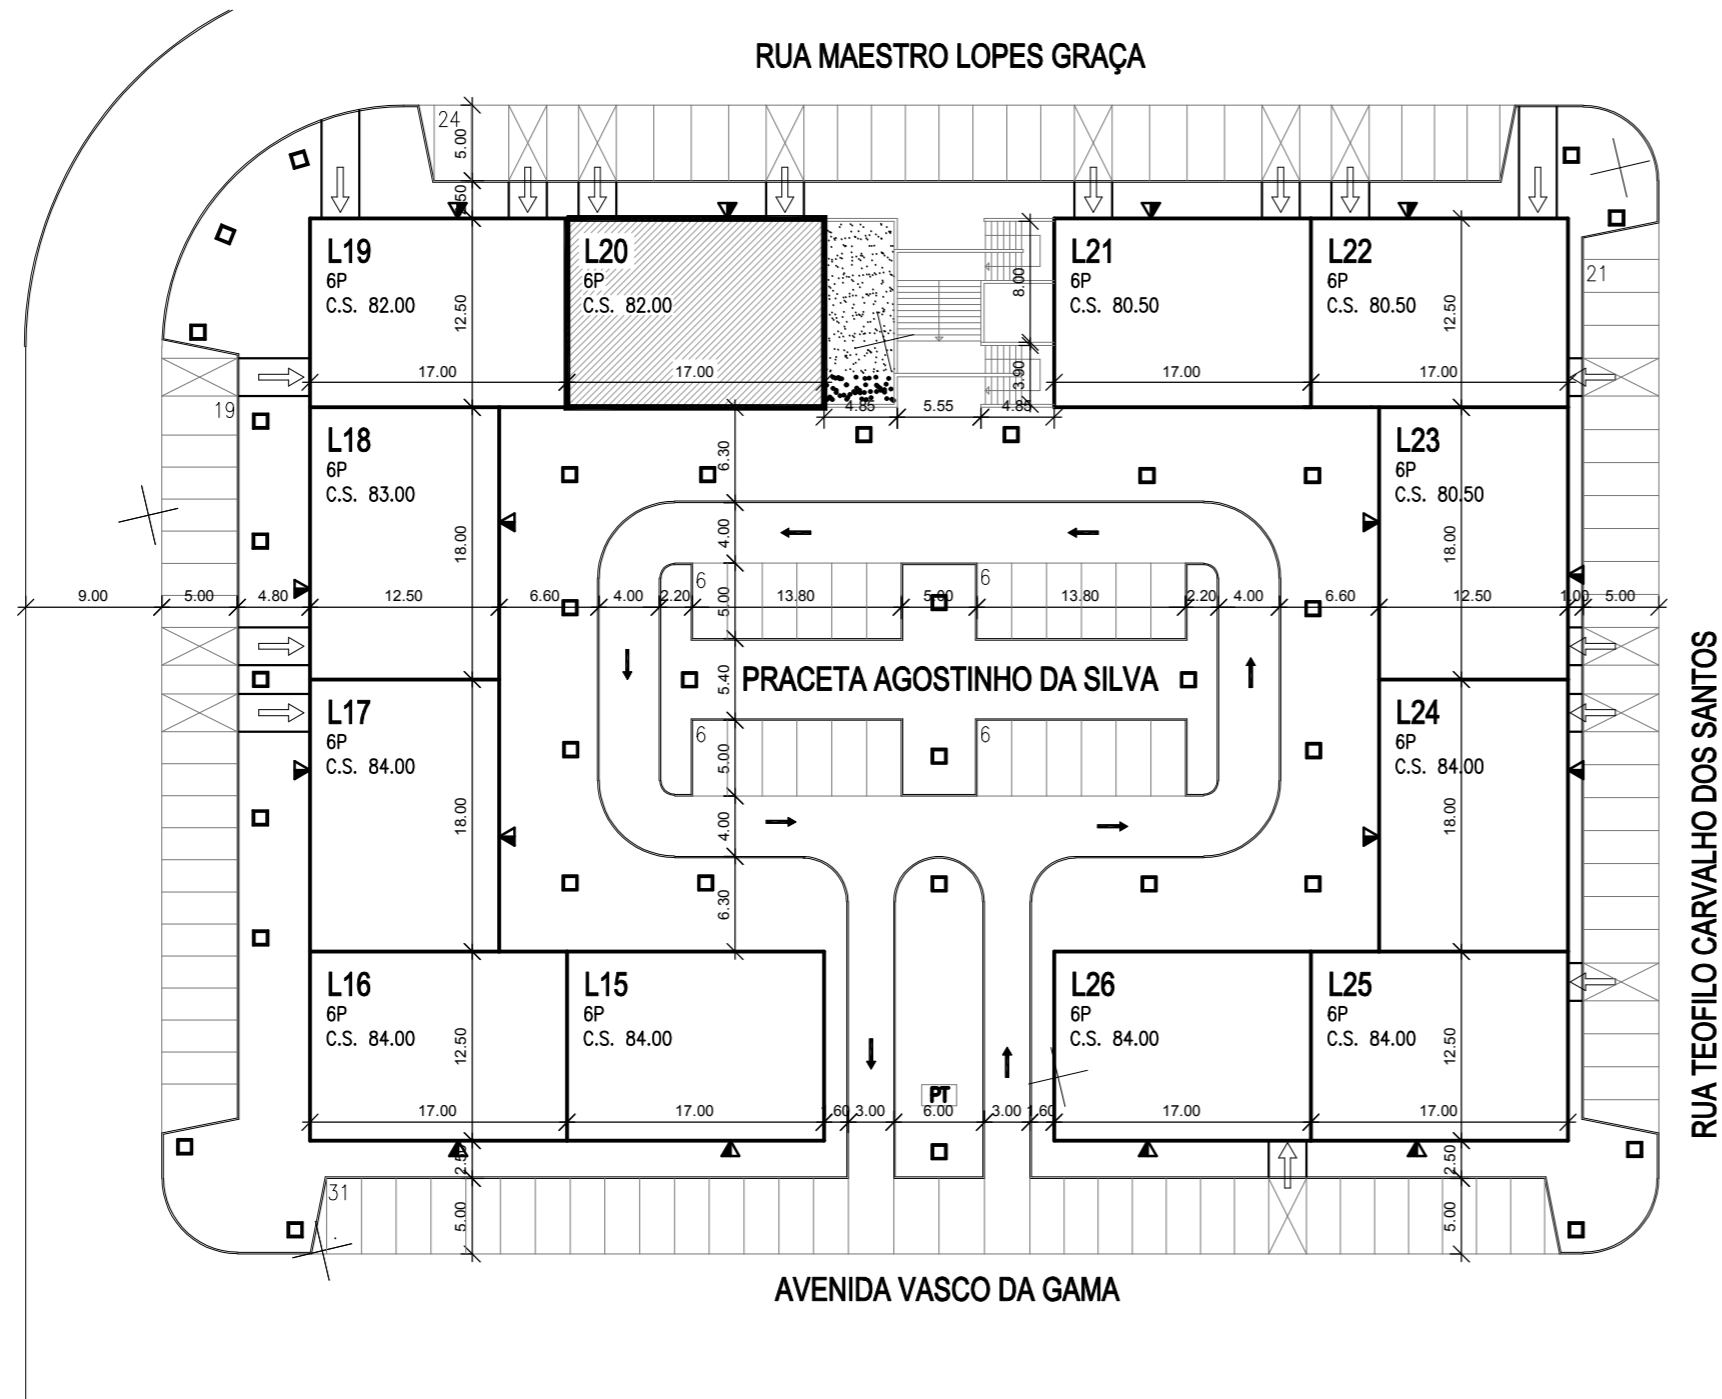 RUA MAESTRO LOPES GRAÇA
24
5.00
L19
6P
C.S. 82.00
12.50
17.00
L20
6P
C.S. 82.00
17.00
8.00
3.90
4.85
5.55
4.85
L21
6P
C.S. 80.50
17.00
L22
6P
C.S. 80.50
12.50
17.00
21
19
L18
6P
C.S. 83.00
18.00
6.30
4.00
L23
6P
C.S. 80.50
18.00
9.00
5.00
4.80
12.50
6.60
4.00
2.20
6
13.80
5.00
6
13.80
2.20
4.00
6.60
12.50
1.00
5.00
5.00
5.40
PRACETA AGOSTINHO DA SILVA
L17
6P
C.S. 84.00
18.00
6
6
5.00
4.00
6.30
L24
6P
C.S. 84.00
18.00
RUA TEOFILO CARVALHO DOS SANTOS
L16
6P
C.S. 84.00
12.50
17.00
L15
6P
C.S. 84.00
17.00
PT
3.00
6.00
3.00
1.60
L26
6P
C.S. 84.00
17.00
L25
6P
C.S. 84.00
12.50
17.00
2.50
2.50
31
5.00
5.00
AVENIDA VASCO DA GAMA